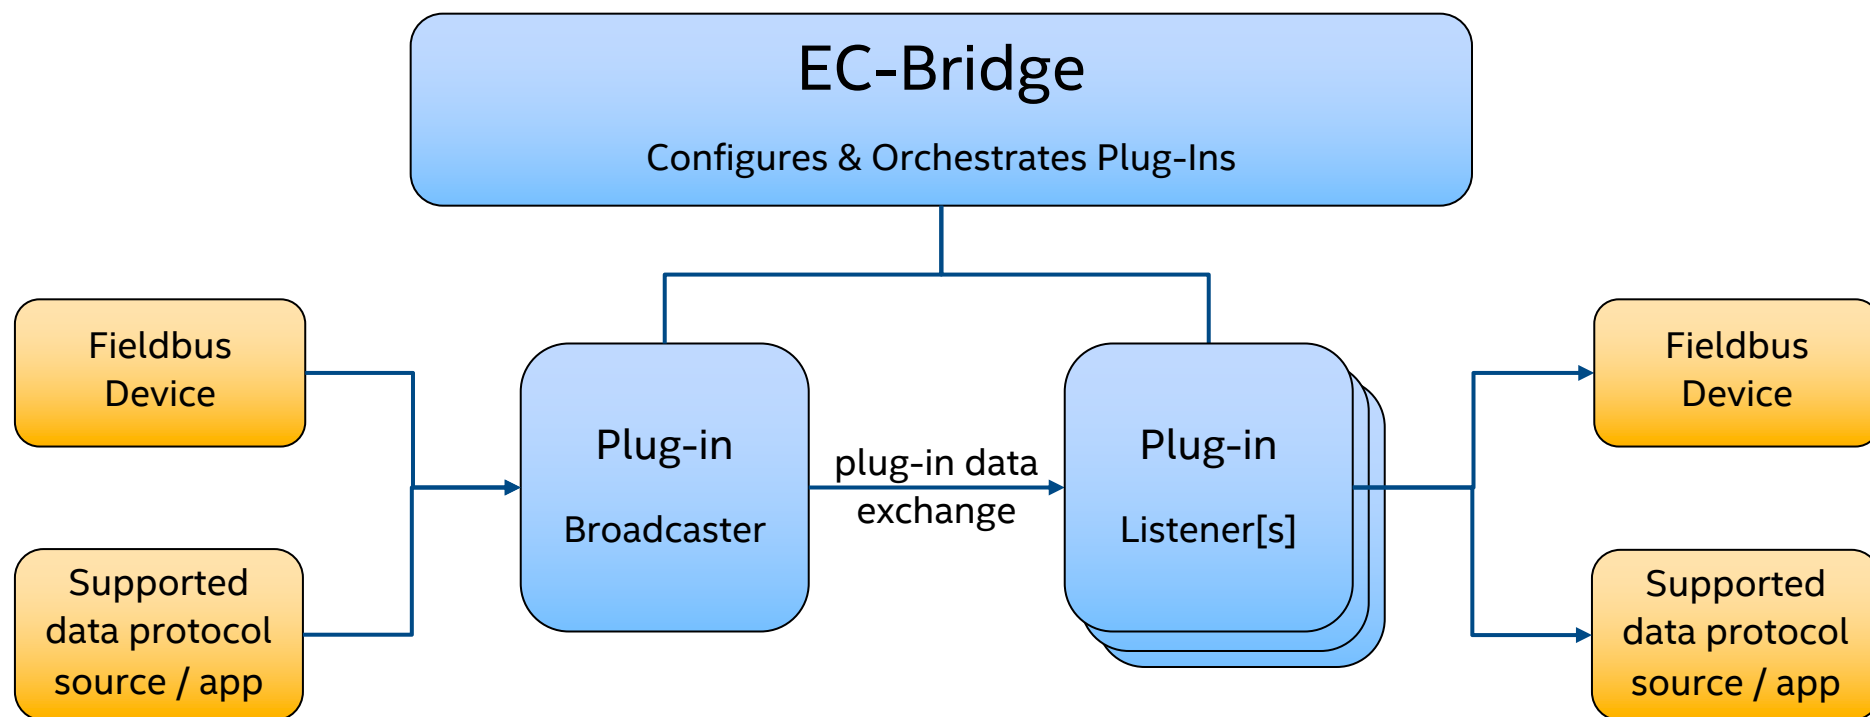 EC-Bridge
Configures & Orchestrates Plug-Ins
Fieldbus
Device
Supported
data protocol
source / app
Plug-in
Broadcaster
plug-in data
exchange
Plug-in
Listener[s]
Fieldbus
Device
Supported
data protocol
source / app